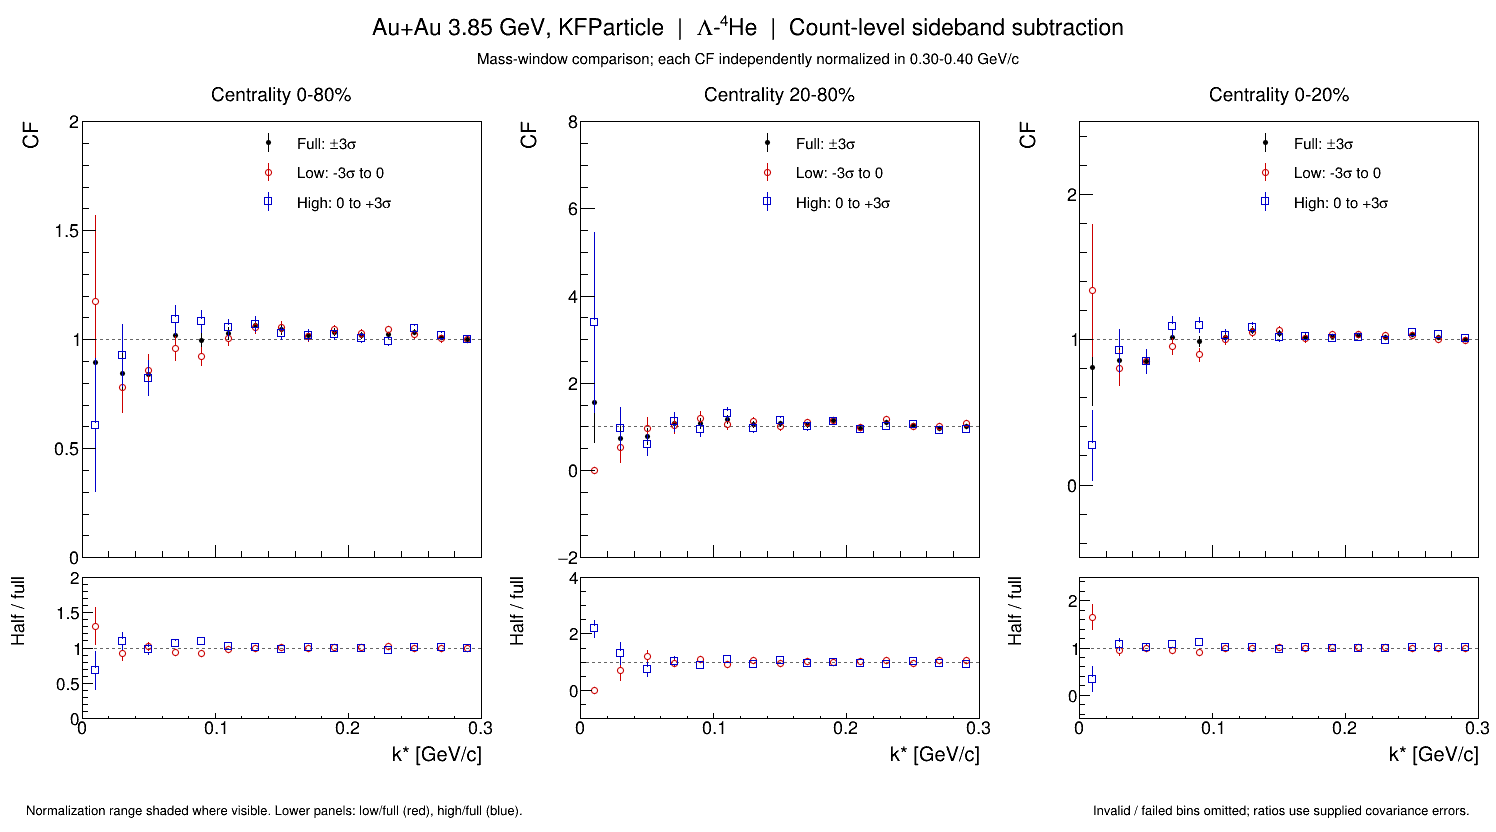 Au+Au 3.85 GeV, KFParticle | Λ-⁴He | Count-level sideband subtraction
Mass-window comparison; each CF independently normalized in 0.30-0.40 GeV/c
Centrality 0-80%
CF
2
1.5
1
0.5
0
Full: ±3σ
Low: -3σ to 0
High: 0 to +3σ
Half / full
2
1.5
1
0.5
0
0 0.1 0.2 0.3
k* [GeV/c]
Centrality 20-80%
CF
8
6
4
2
0
−2
Full: ±3σ
Low: -3σ to 0
High: 0 to +3σ
Half / full
4
2
0
0 0.1 0.2 0.3
k* [GeV/c]
Centrality 0-20%
CF
2
1
0
Full: ±3σ
Low: -3σ to 0
High: 0 to +3σ
Half / full
2
1
0
0 0.1 0.2 0.3
k* [GeV/c]
Normalization range shaded where visible. Lower panels: low/full (red), high/full (blue).
Invalid / failed bins omitted; ratios use supplied covariance errors.